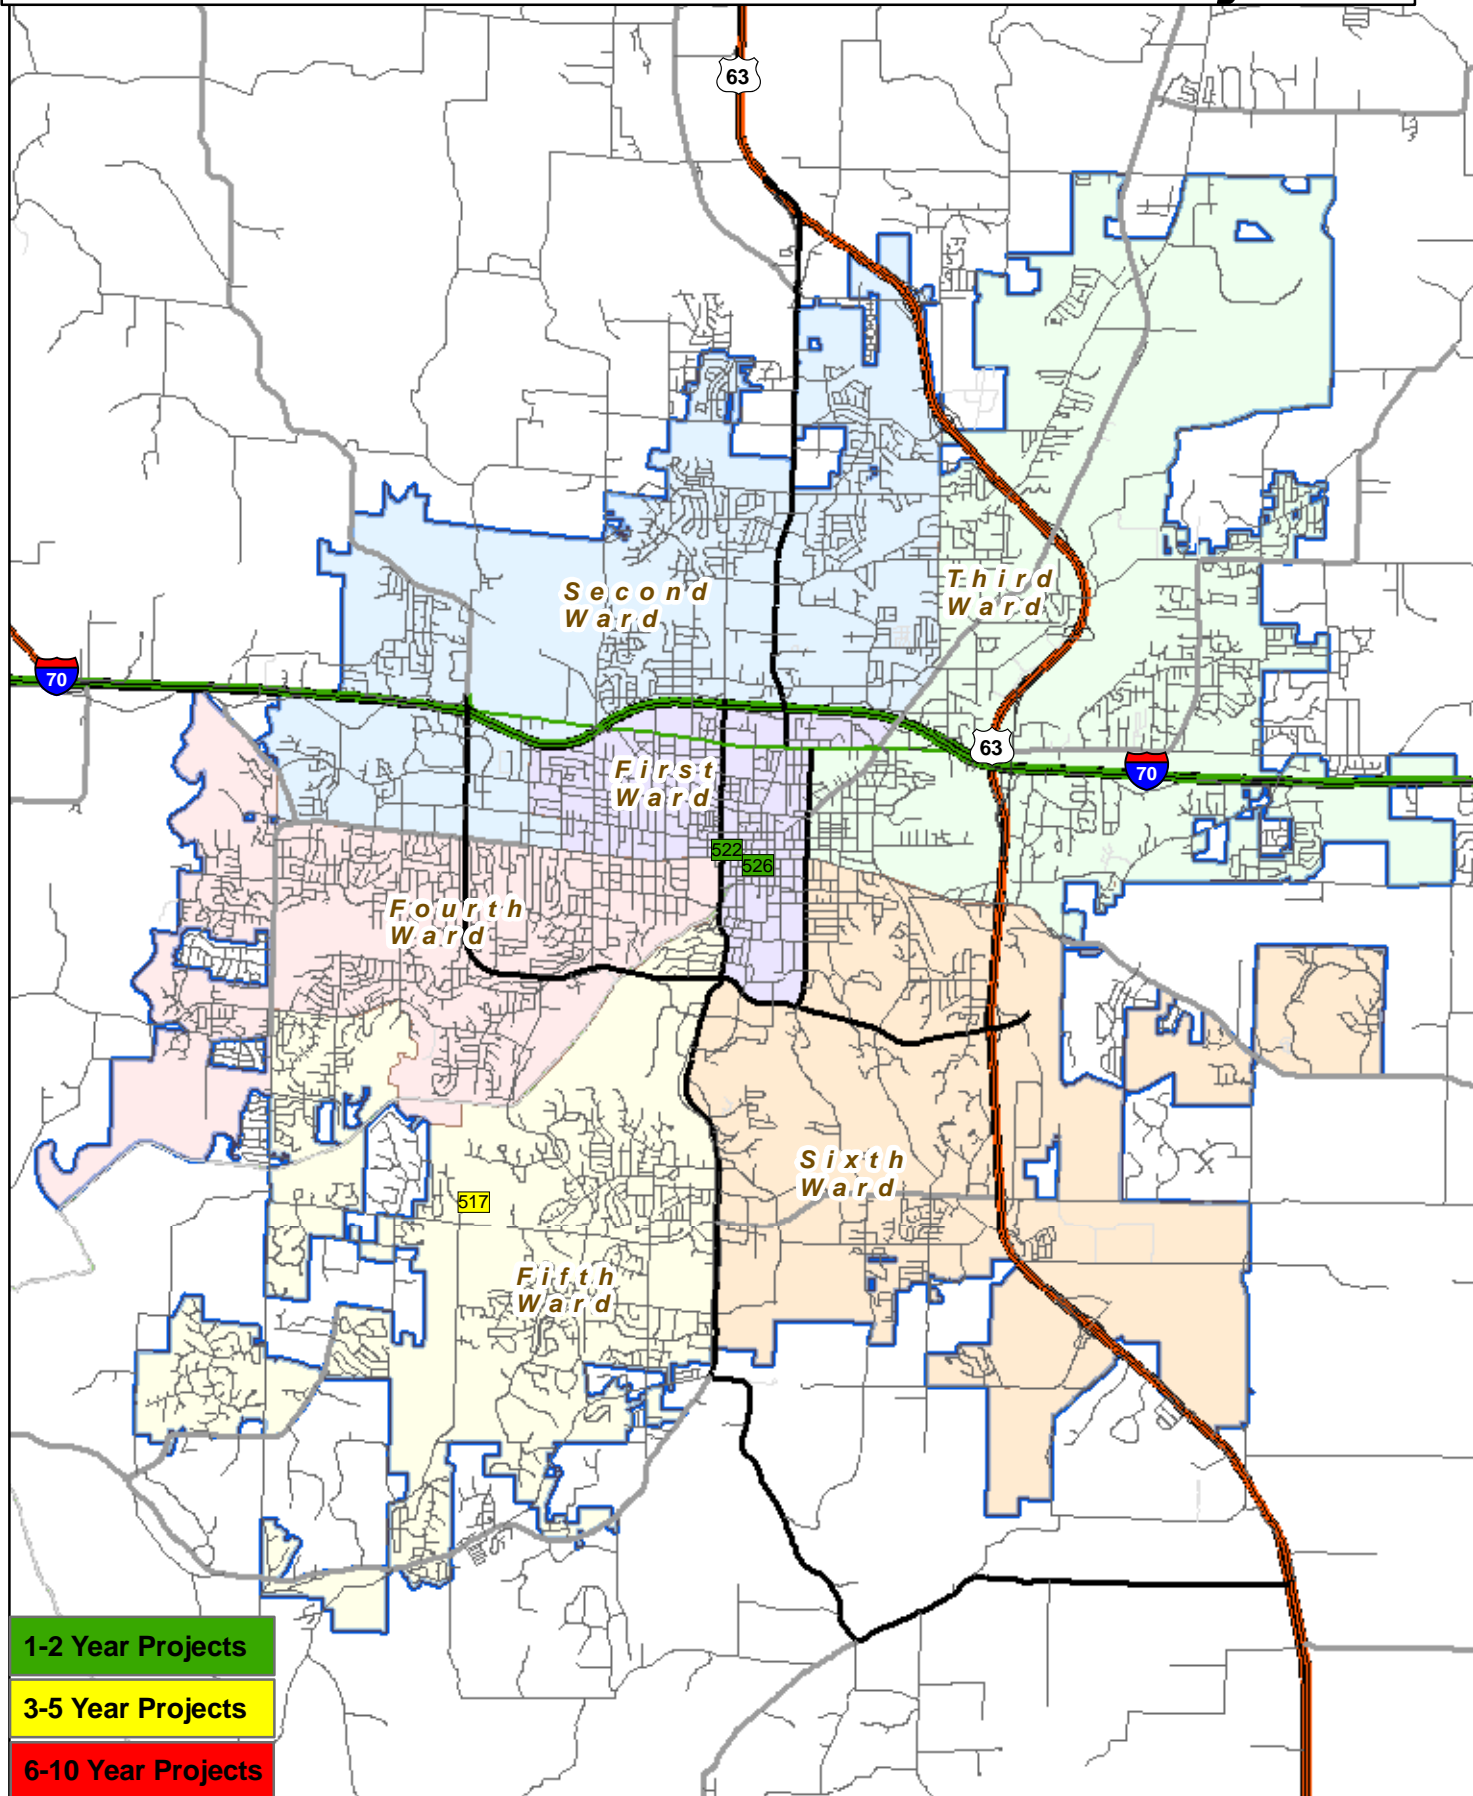 63
Third
Ward
Second
Ward
70
63
70
First
Ward
522
526
Fourth
Ward
Sixth
Ward
517
Fifth
Ward
1-2 Year Projects
3-5 Year Projects
6-10 Year Projects